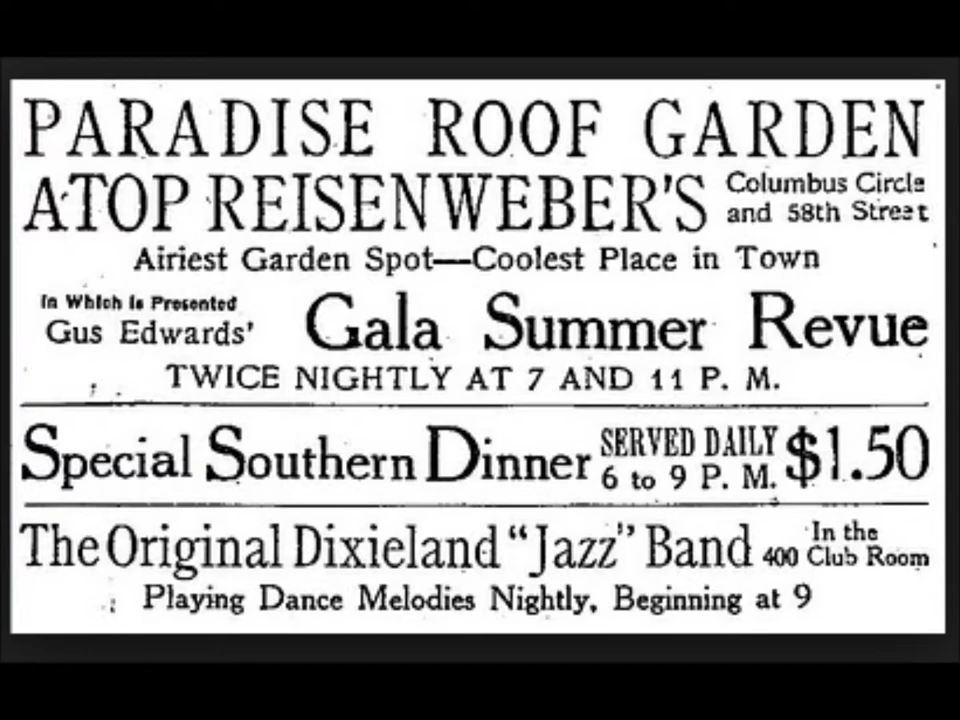 PARADISE ROOF GARDEN
ATOP REISENWEBER'S Columbus Circle
and 58th Street
Airiest Garden Spot—Coolest Place in Town
In Which is Presented
Gus Edwards' Gala Summer Revue
TWICE NIGHTLY AT 7 AND 11 P. M.
Special Southern Dinner SERVED DAILY
6 to 9 P. M. $1.50
The Original Dixieland "Jazz" Band In the
400 Club Room
Playing Dance Melodies Nightly, Beginning at 9